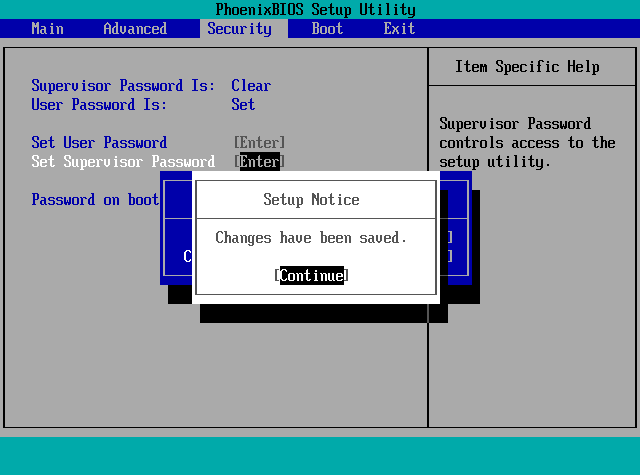 PhoenixBIOS Setup Utility
Main Advanced Security Boot Exit
Item Specific Help
Supervisor Password Is: Clear
User Password Is: Set
Set User Password [Enter]
Set Supervisor Password [Enter]
Password on boot
Supervisor Password
controls access to the
setup utility.
Setup Notice
Changes have been saved.
[Continue]
C
]
]